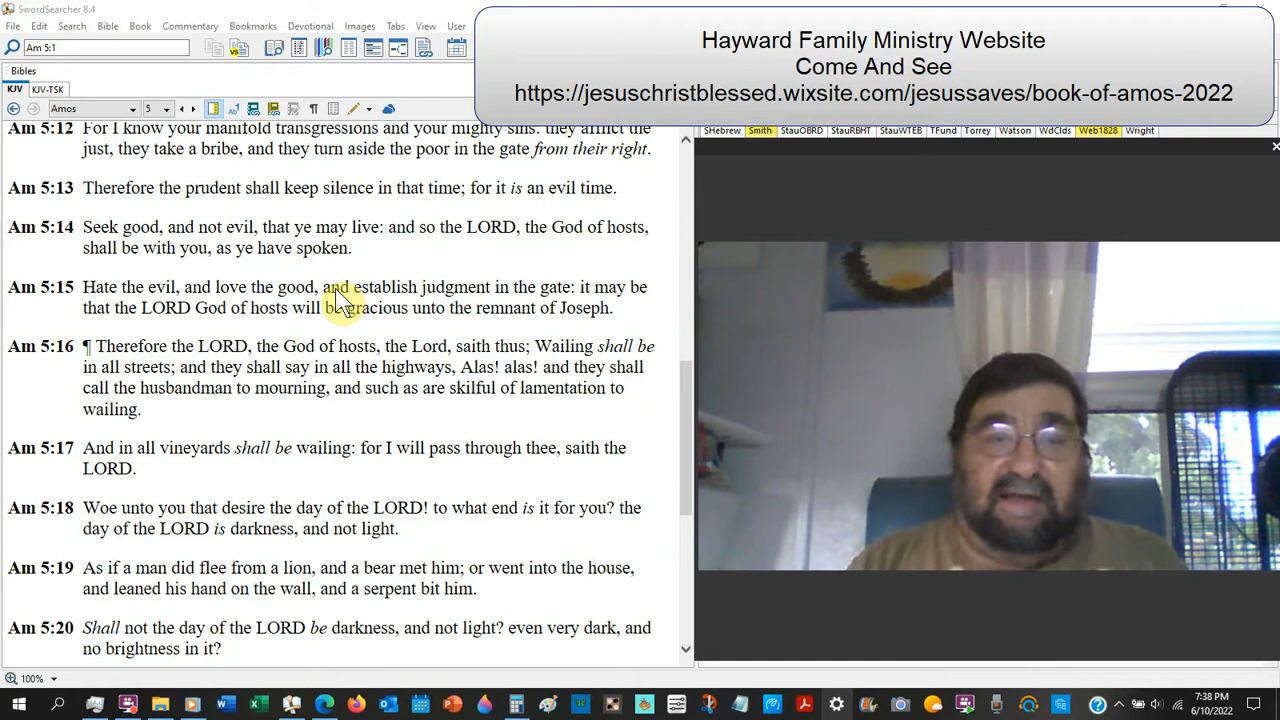 SwordSearcher 8.4
File Edit Search Bible Book Commentary Bookmarks Devotional Images Tabs View User
Am 5:1
Hayward Family Ministry Website
Come And See
https://jesuschristblessed.wixsite.com/jesussaves/book-of-amos-2022
Bibles
KJV KJV-TSK
Amos 5
SHebrew Smith StauOBRD StauRBHT StauWTEB TFund Torrey Watson WdClds Web1828 Wright
Am 5:12 For I know your manifold transgressions and your mighty sins: they afflict the
just, they take a bribe, and they turn aside the poor in the gate from their right.
Am 5:13 Therefore the prudent shall keep silence in that time; for it is an evil time.
Am 5:14 Seek good, and not evil, that ye may live: and so the LORD, the God of hosts,
shall be with you, as ye have spoken.
Am 5:15 Hate the evil, and love the good, and establish judgment in the gate: it may be
that the LORD God of hosts will be gracious unto the remnant of Joseph.
Am 5:16 ¶ Therefore the LORD, the God of hosts, the Lord, saith thus; Wailing shall be
in all streets; and they shall say in all the highways, Alas! alas! and they shall
call the husbandman to mourning, and such as are skilful of lamentation to
wailing.
Am 5:17 And in all vineyards shall be wailing: for I will pass through thee, saith the
LORD.
Am 5:18 Woe unto you that desire the day of the LORD! to what end is it for you? the
day of the LORD is darkness, and not light.
Am 5:19 As if a man did flee from a lion, and a bear met him; or went into the house,
and leaned his hand on the wall, and a serpent bit him.
Am 5:20 Shall not the day of the LORD be darkness, and not light? even very dark, and
no brightness in it?
100%
7:38 PM
6/10/2022